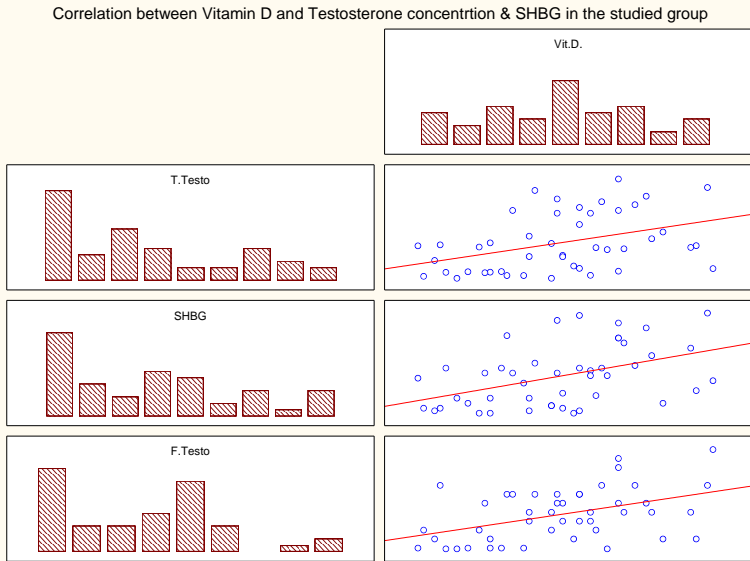 Correlation between Vitamin D and Testosterone concentrtion & SHBG in the studied group
Vit.D.
T.Testo
SHBG
F.Testo